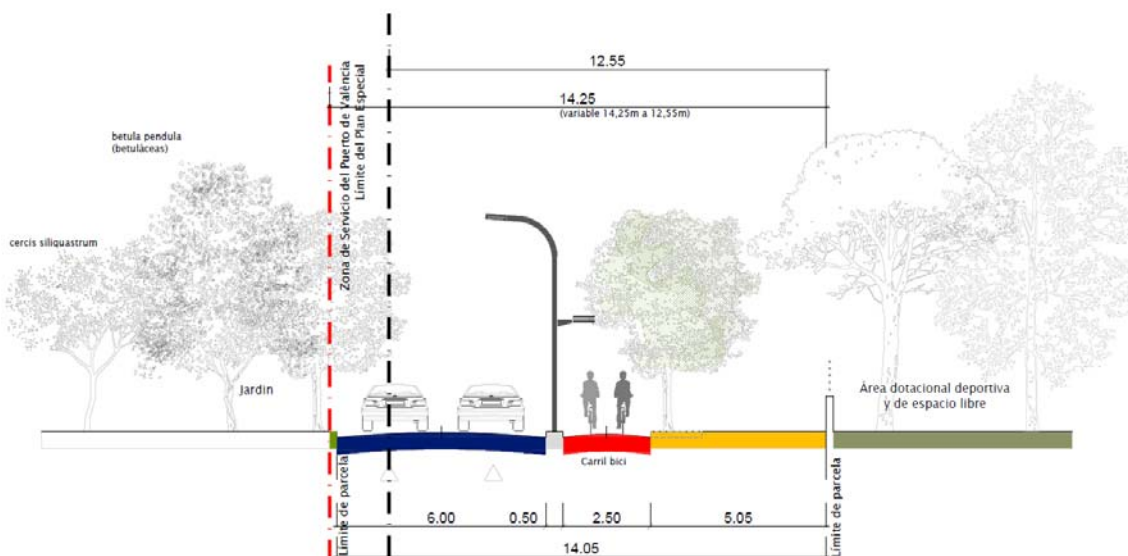 12.55
14.25
(variable 14,25m a 12,55m)
Zona de Servicio del Puerto de València
Límite del Plan Especial
betula pendula
(betulàceas)
cercis siliquastrum
Jardin
Área dotacional deportiva
y de espacio libre
Carril bici
Límite de parcela
Límite de parcela
6.00
0.50
2.50
5.05
14.05